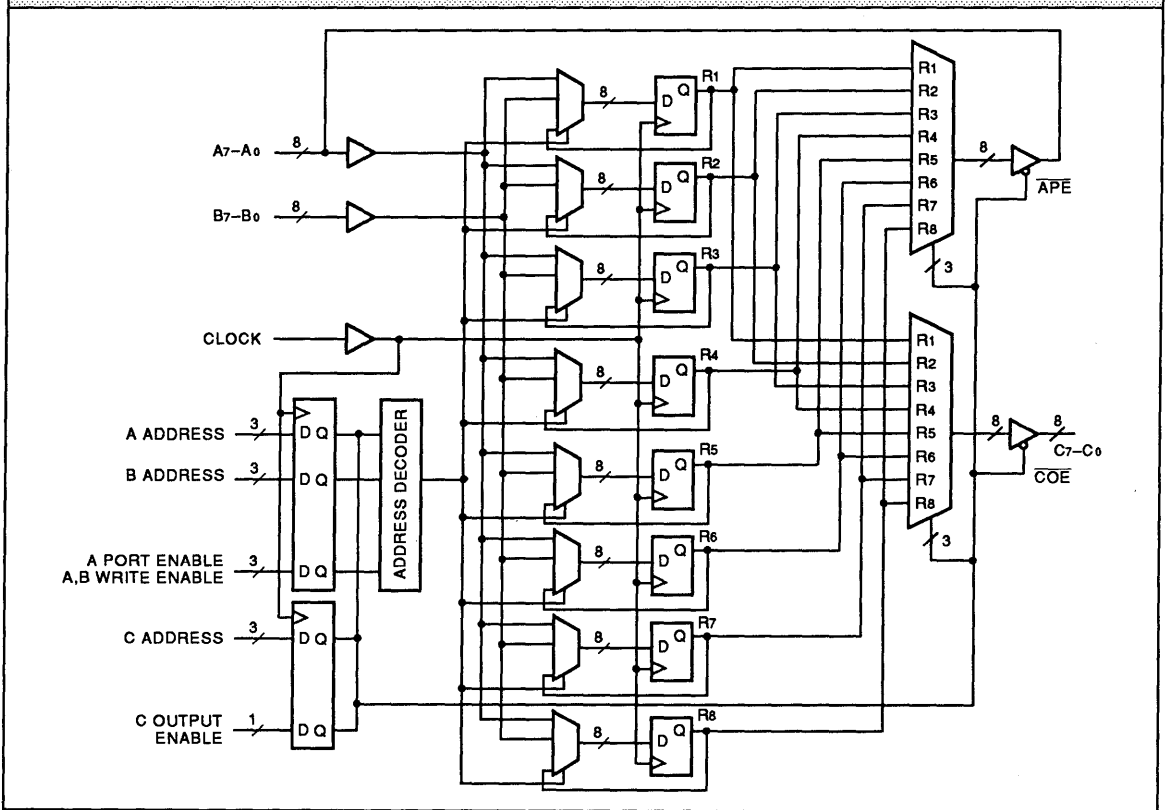 A7–A0
8
B7–B0
8
CLOCK
A ADDRESS
3
B ADDRESS
3
A PORT ENABLE
A,B WRITE ENABLE
3
C ADDRESS
3
C OUTPUT
ENABLE
1
D Q
D Q
D Q
D Q
D Q
ADDRESS DECODER
8
D Q
R1
8
D Q
R2
8
D Q
R3
8
D Q
R4
8
D Q
R5
8
D Q
R6
8
D Q
R7
8
D Q
R8
R1
R2
R3
R4
R5
R6
R7
R8
3
8
APE
R1
R2
R3
R4
R5
R6
R7
R8
3
8
8
C7–C0
COE